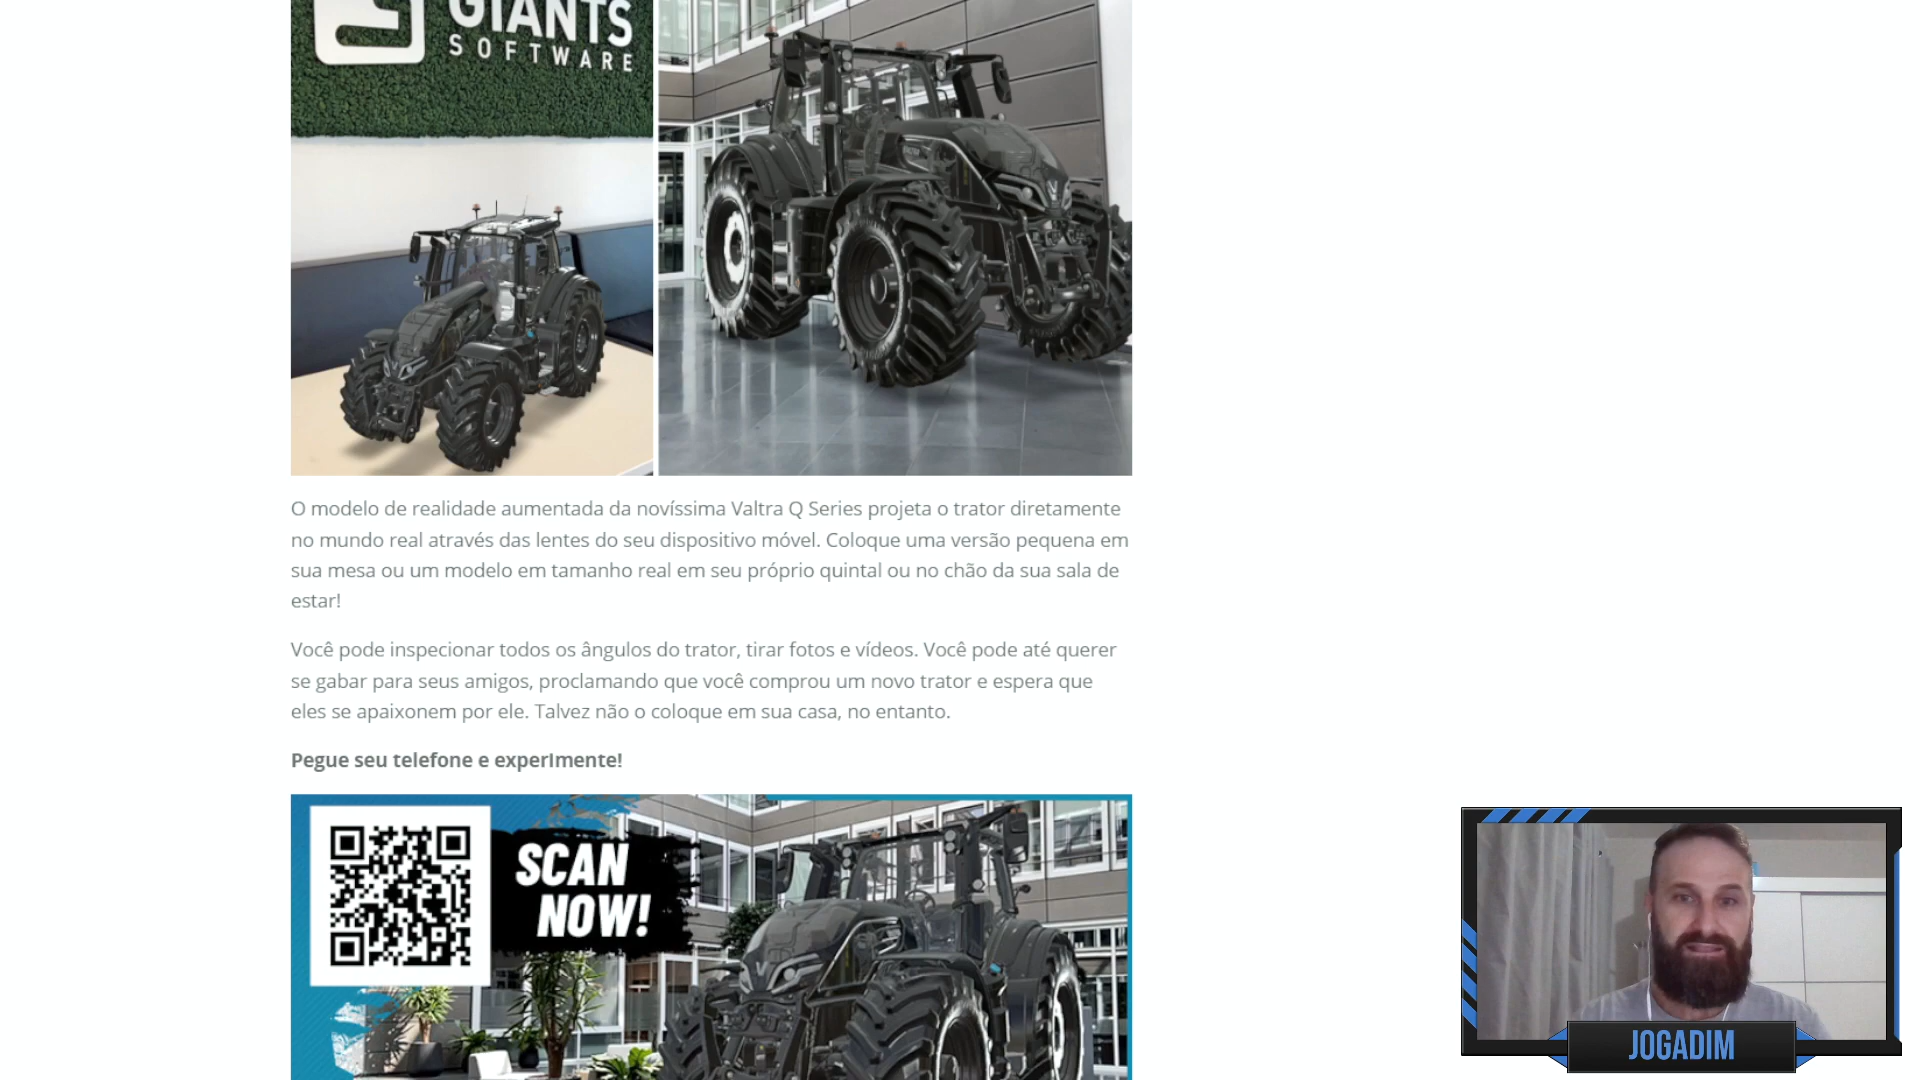 GIANTS
SOFTWARE
O modelo de realidade aumentada da novíssima Valtra Q Series projeta o trator diretamente
no mundo real através das lentes do seu dispositivo móvel. Coloque uma versão pequena em
sua mesa ou um modelo em tamanho real em seu próprio quintal ou no chão da sua sala de
estar!
Você pode inspecionar todos os ângulos do trator, tirar fotos e vídeos. Você pode até querer
se gabar para seus amigos, proclamando que você comprou um novo trator e espera que
eles se apaixonem por ele. Talvez não o coloque em sua casa, no entanto.
Pegue seu telefone e experimente!
SCAN
NOW!
JOGADIM